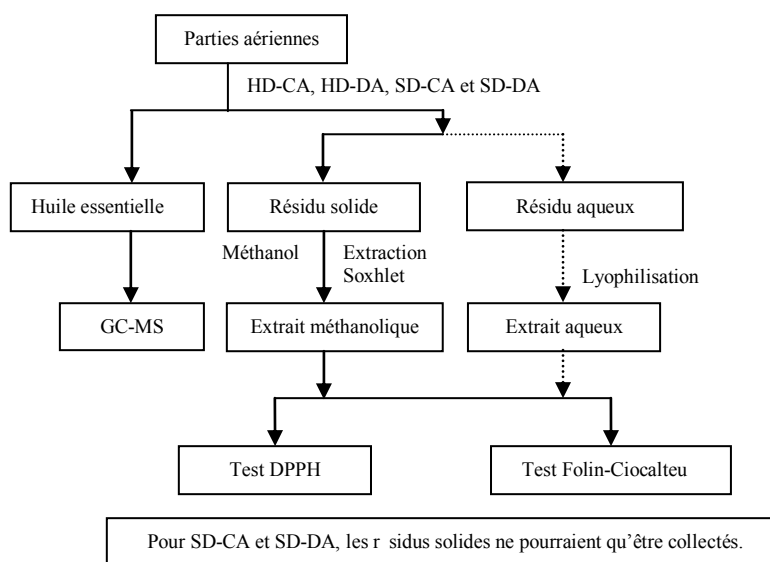 Parties aériennes
HD-CA, HD-DA, SD-CA et SD-DA
Huile essentielle
Résidu solide
Résidu aqueux
Méthanol
Extraction
Soxhlet
Lyophilisation
GC-MS
Extrait méthanolique
Extrait aqueux
Test DPPH
Test Folin-Ciocalteu
Pour SD-CA et SD-DA, les r sidus solides ne pourraient qu’être collectés.